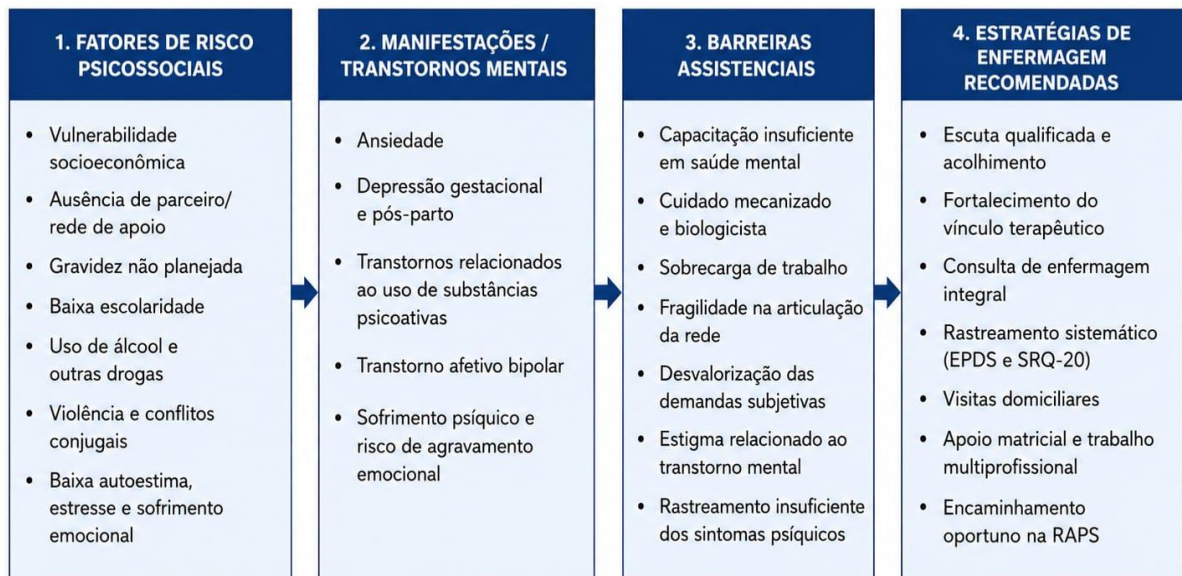 1. FATORES DE RISCO
PSICOSSOCIAIS
• Vulnerabilidade
socioeconômica
• Ausência de parceiro/
rede de apoio
• Gravidez não planejada
• Baixa escolaridade
• Uso de álcool e
outras drogas
• Violência e conflitos
conjugais
• Baixa autoestima,
estresse e sofrimento
emocional
2. MANIFESTAÇÕES /
TRANSTORNOS MENTAIS
• Ansiedade
• Depressão gestacional
e pós-parto
• Transtornos relacionados
ao uso de substâncias
psicoativas
• Transtorno afetivo bipolar
• Sofrimento psíquico e
risco de agravamento
emocional
3. BARREIRAS
ASSISTENCIAIS
• Capacitação insuficiente
em saúde mental
• Cuidado mecanizado
e biologicista
• Sobrecarga de trabalho
• Fragilidade na articulação
da rede
• Desvalorização das
demandas subjetivas
• Estigma relacionado ao
transtorno mental
• Rastreamento insuficiente
dos sintomas psíquicos
4. ESTRATÉGIAS DE
ENFERMAGEM
RECOMENDADAS
• Escuta qualificada e
acolhimento
• Fortalecimento do
vínculo terapêutico
• Consulta de enfermagem
integral
• Rastreamento sistemático
(EPDS e SRQ-20)
• Visitas domiciliares
• Apoio matricial e trabalho
multiprofissional
• Encaminhamento
oportuno na RAPS